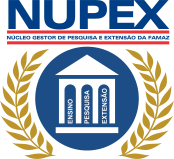 NUPEX
NÚCLEO GESTOR DE PESQUISA E EXTENSÃO DA FAMAZ
ENSINO
PESQUISA
EXTENSÃO